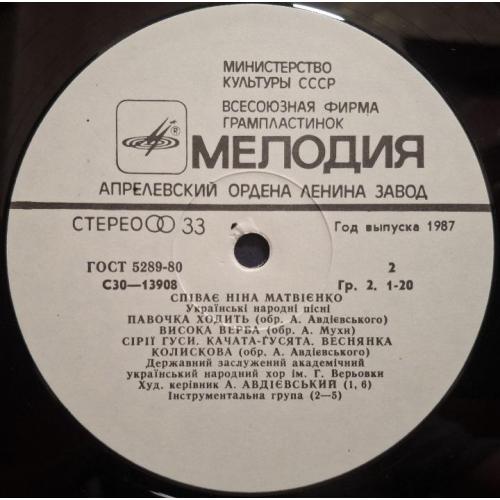 МИНИСТЕРСТВО
КУЛЬТУРЫ СССР
ВСЕСОЮЗНАЯ ФИРМА
ГРАМПЛАСТИНОК
®
МЕЛОДИЯ
АПРЕЛЕВСКИЙ ОРДЕНА ЛЕНИНА ЗАВОД
СТЕРЕО 33
Год выпуска 1987
ГОСТ 5289-80
2
С30—13908
Гр. 2. 1-20
СПІВАЄ НІНА МАТВІЄНКО
Українські народні пісні
ПАВОЧКА ХОДИТЬ (обр. А. Авдієвського)
ВИСОКА ВЕРБА (обр. А. Мухи)
СІРІЇ ГУСИ. КАЧАТА-ГУСЯТА. ВЕСНЯНКА
КОЛИСКОВА (обр. А. Авдієвського)
Державний заслужений академічний
український народний хор ім. Г. Верьовки
Худ. керівник А. АВДІЄВСЬКИЙ (1, 6)
Інструментальна група (2—5)